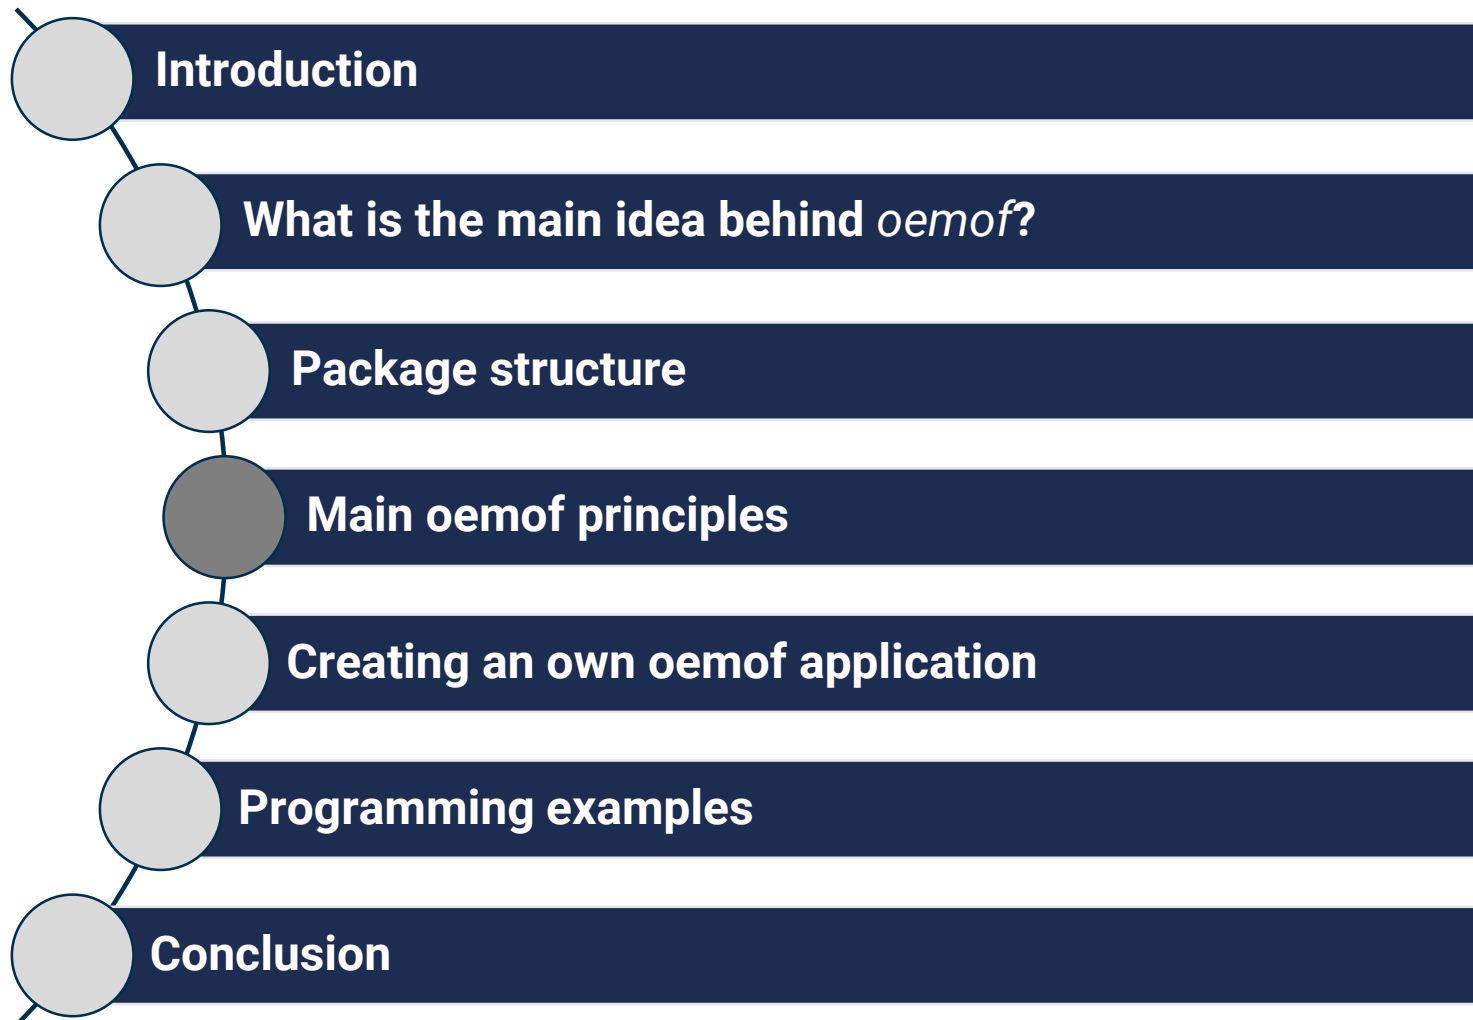 Introduction
What is the main idea behind oemof?
Package structure
Main oemof principles
Creating an own oemof application
Programming examples
Conclusion